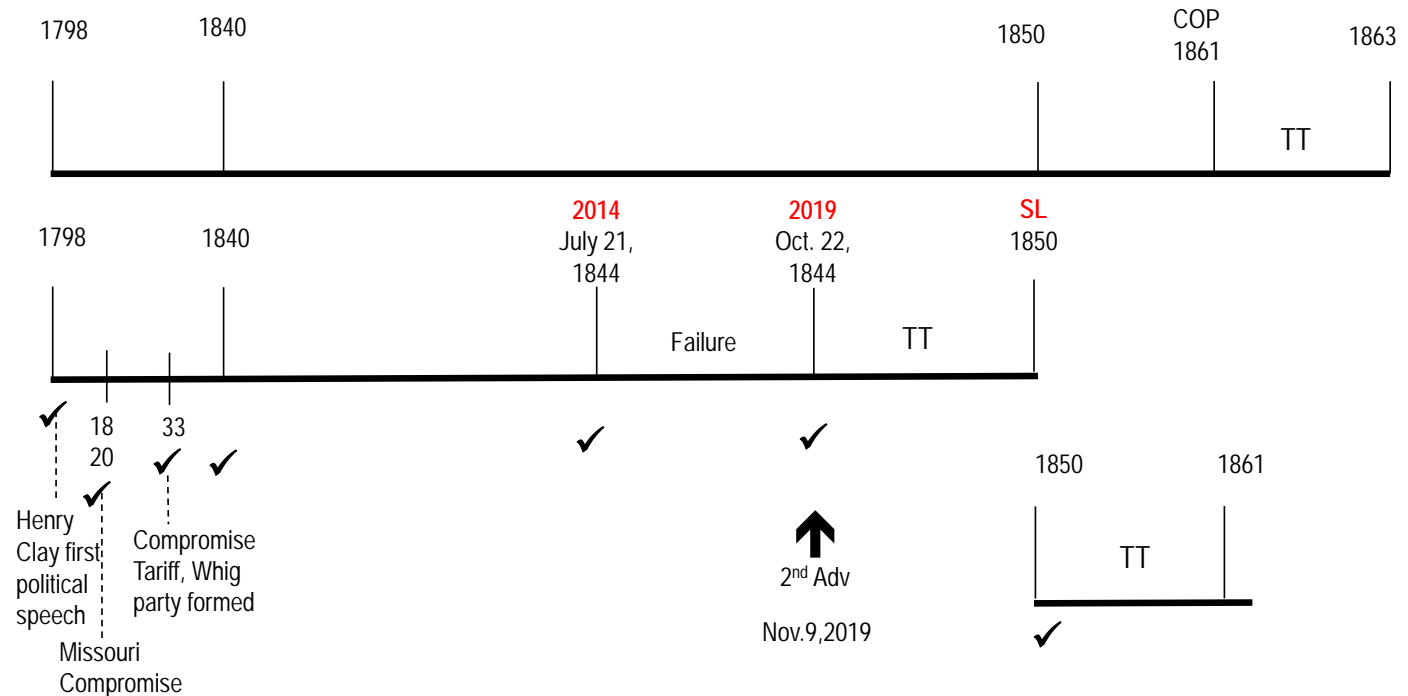 1798
1840
1850
COP
1861
1863
TT
1798
1840
2014
July 21,
1844
2019
Oct. 22,
1844
SL
1850
Failure
TT
18
20
33
Henry
Clay first
political
speech
Missouri
Compromise
Compromise
Tariff, Whig
party formed
2nd Adv
Nov.9,2019
1850
1861
TT